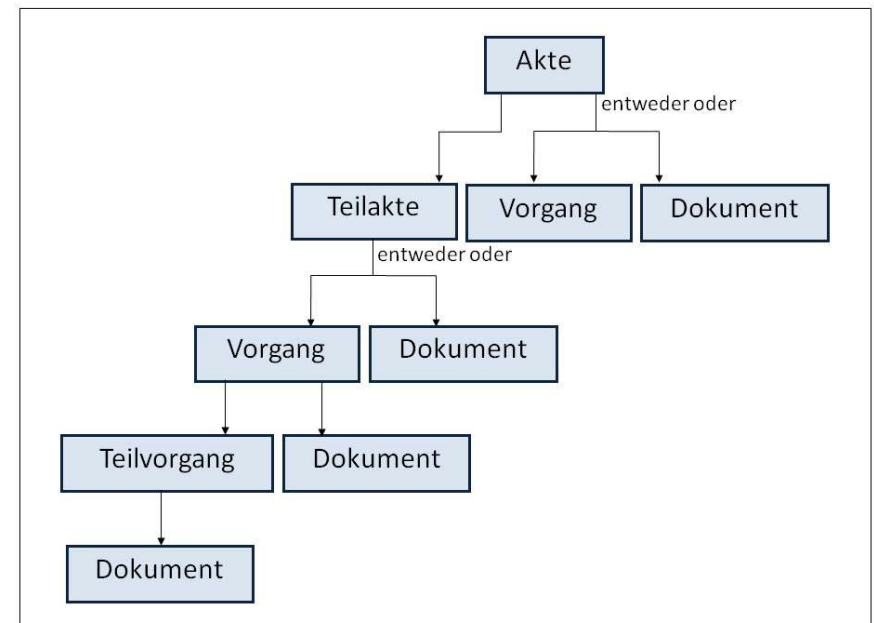 Akte
entweder oder
Teilakte
Vorgang
Dokument
entweder oder
Vorgang
Dokument
Teilvorgang
Dokument
Dokument